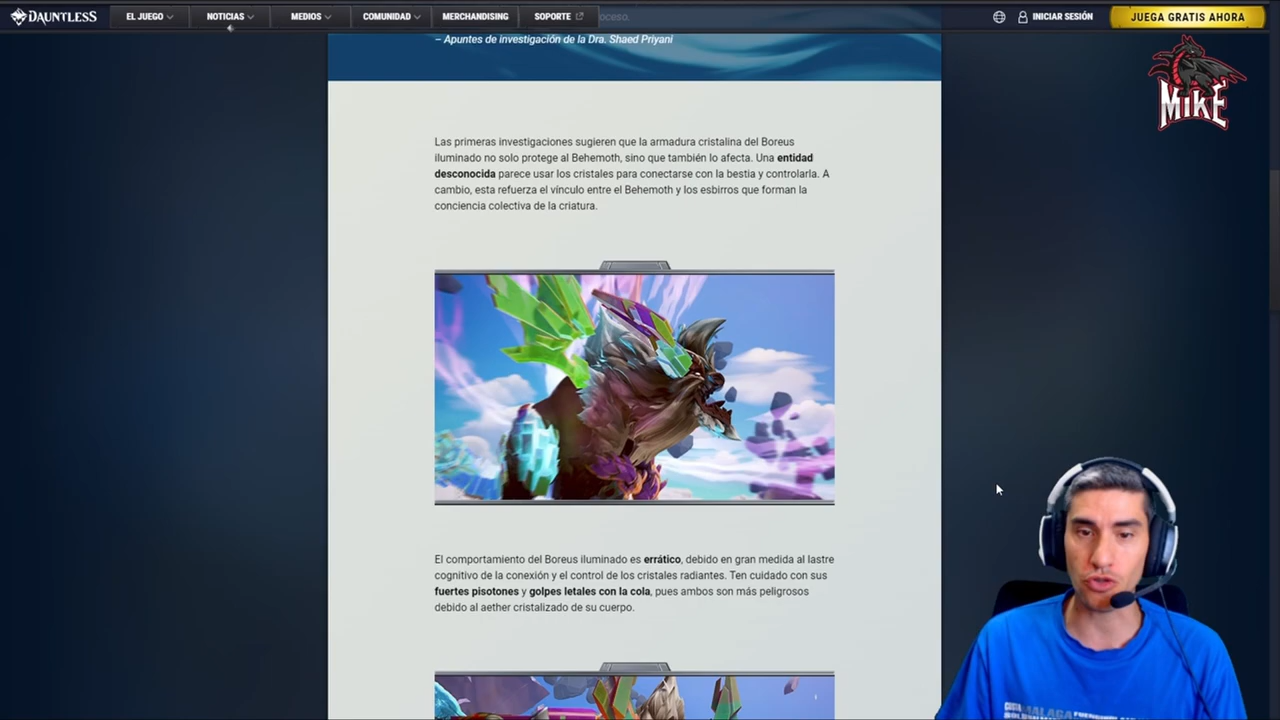 DAUNTLESS
EL JUEGO
NOTICIAS
MEDIOS
COMUNIDAD
MERCHANDISING
SOPORTE
oceso.
INICIAR SESIÓN
JUEGA GRATIS AHORA
– Apuntes de investigación de la Dra. Shaed Priyani
MiKE
Las primeras investigaciones sugieren que la armadura cristalina del Boreus
iluminado no solo protege al Behemoth, sino que también lo afecta. Una entidad
desconocida parece usar los cristales para conectarse con la bestia y controlarla. A
cambio, esta refuerza el vínculo entre el Behemoth y los esbirros que forman la
conciencia colectiva de la criatura.
El comportamiento del Boreus iluminado es errático, debido en gran medida al lastre
cognitivo de la conexión y el control de los cristales radiantes. Ten cuidado con sus
fuertes pisotones y golpes letales con la cola, pues ambos son más peligrosos
debido al aether cristalizado de su cuerpo.